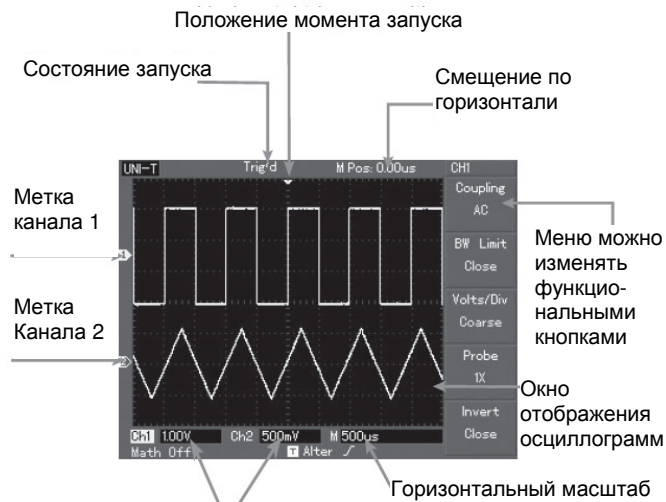 Положение момента запуска
Состояние запуска
Смещение по
горизонтали
UNI-T Trig'd M Pos: 0.00us CH1
Coupling
AC
Метка
канала 1
BW Limit
Close
Меню можно
изменять
функцио-
нальными
кнопками
Volts/Div
Coarse
Метка
Канала 2
Probe
1X
Окно
отображения
осциллограмм
Invert
Close
Ch1 1.00V Ch2 500mV M 500us
Math Off T Alter
Горизонтальный масштаб